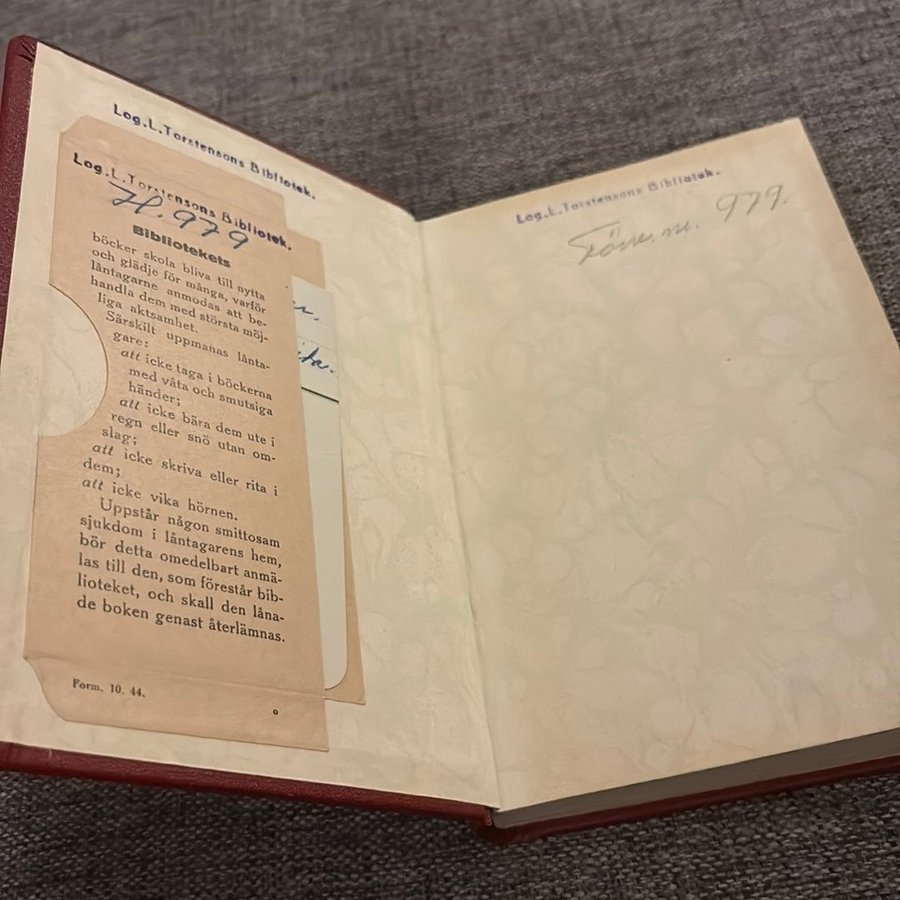 Log.L.Torstensons Bibliotek.
Log.L.Torstensons Bibliotek.
H. 979
Bibliotekets
böcker skola bliva till nytta
och glädje för många, varför
låntagarne anmodas att be-
handla dem med största möj-
liga aktsamhet.
Särskilt uppmanas lånta-
gare:
att icke taga i böckerna
med våta och smutsiga
händer;
att icke bära dem ute i
regn eller snö utan om-
slag;
att icke skriva eller rita i
dem;
att icke vika hörnen.
Uppstår någon smittosam
sjukdom i låntagarens hem,
bör detta omedelbart anmä-
las till den, som förestår bib-
lioteket, och skall den låna-
de boken genast återlämnas.
Form. 10. 44.
Log.L.Torstensons Bibliotek.
nr. 979.